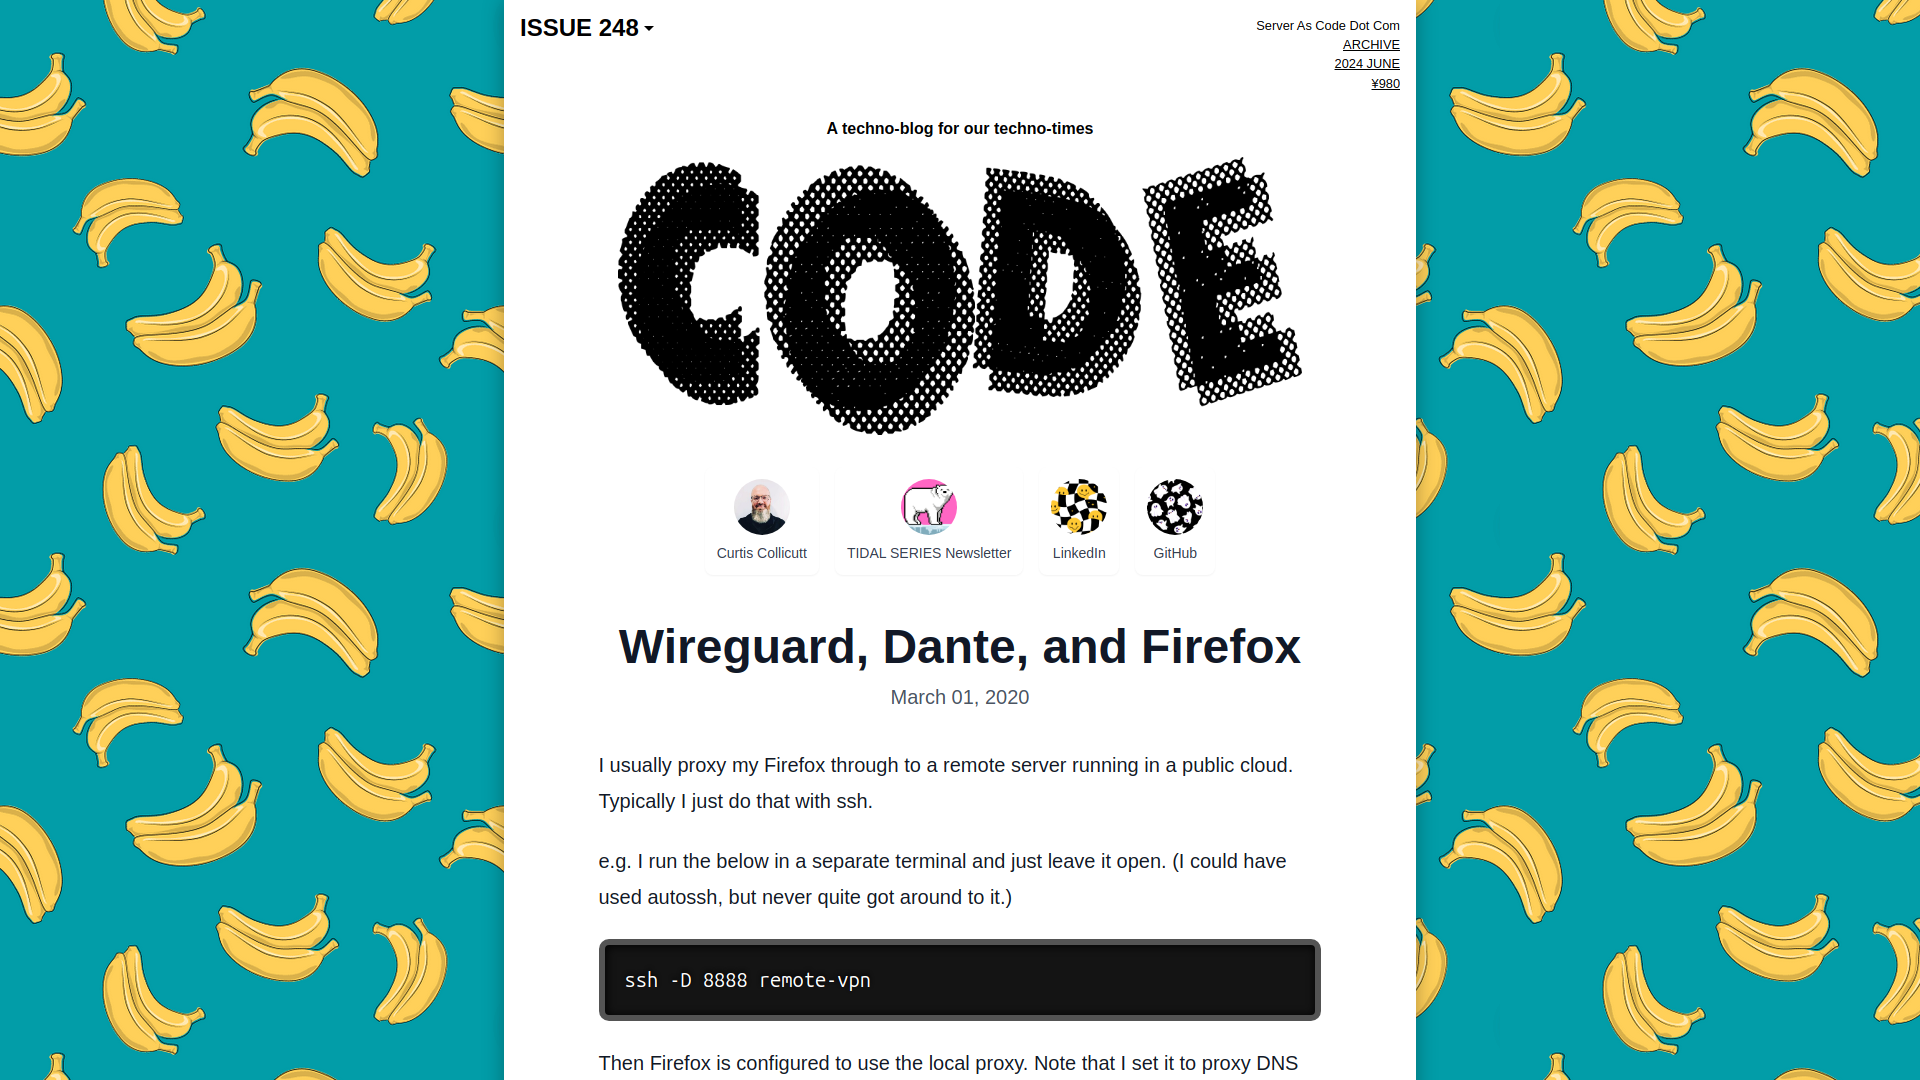 ISSUE 248
Server As Code Dot Com
ARCHIVE
2024 JUNE
¥980
A techno-blog for our techno-times
CODE
Curtis Collicutt
TIDAL SERIES Newsletter
LinkedIn
GitHub
Wireguard, Dante, and Firefox
March 01, 2020
I usually proxy my Firefox through to a remote server running in a public cloud.
Typically I just do that with ssh.
e.g. I run the below in a separate terminal and just leave it open. (I could have
used autossh, but never quite got around to it.)
ssh -D 8888 remote-vpn
Then Firefox is configured to use the local proxy. Note that I set it to proxy DNS